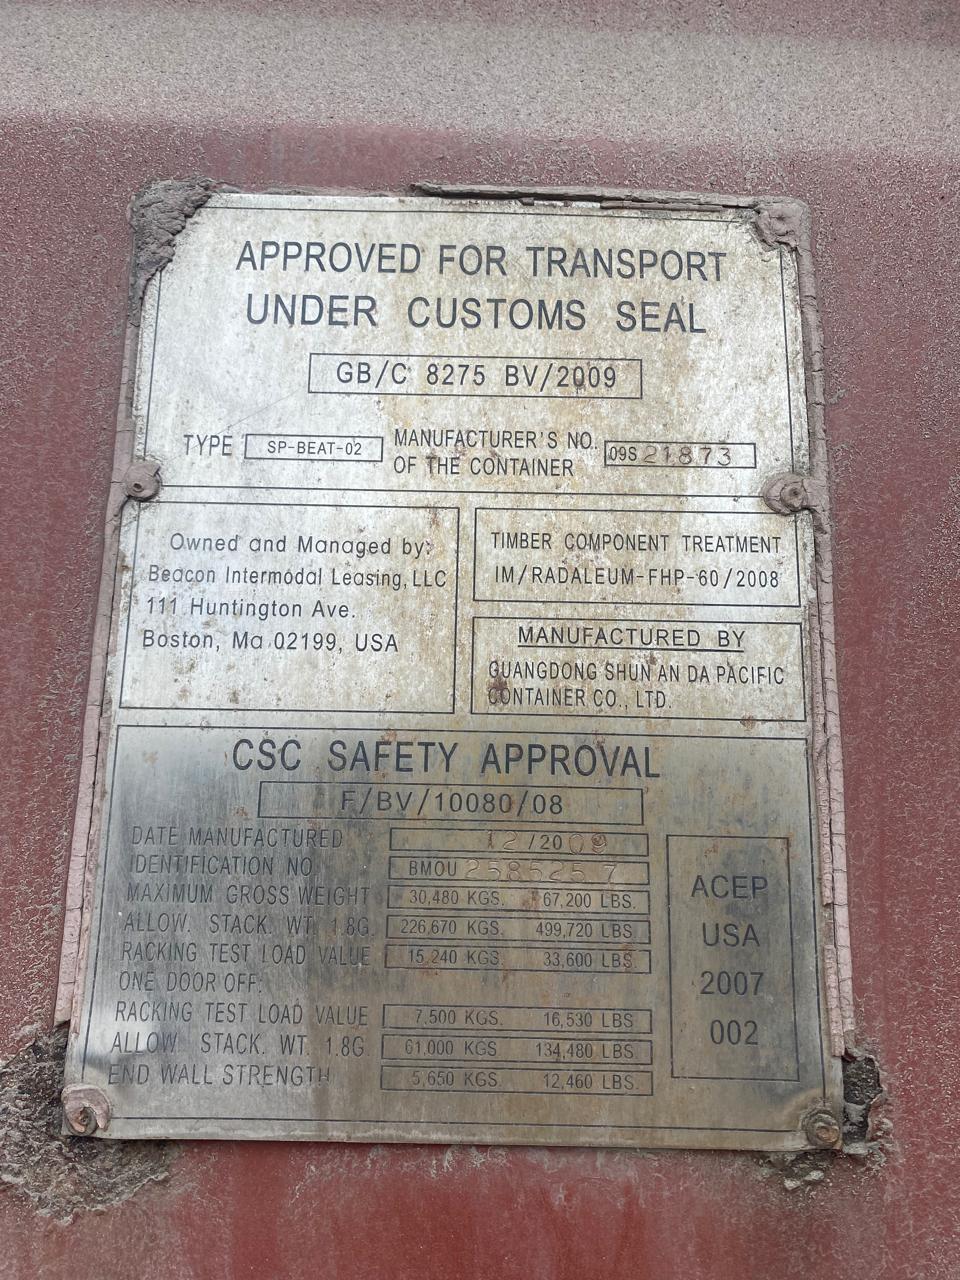 APPROVED FOR TRANSPORT
UNDER CUSTOMS SEAL
GB/C 8275 BV/2009
TYPE SP-BEAT-02 MANUFACTURER'S NO. OF THE CONTAINER 09S 21873
Owned and Managed by:
Beacon Intermodal Leasing, LLC
111 Huntington Ave.
Boston, Ma 02199, USA
TIMBER COMPONENT TREATMENT
IM/RADALEUM-FHP-60/2008
MANUFACTURED BY
GUANGDONG SHUN AN DA PACIFIC
CONTAINER CO., LTD.
CSC SAFETY APPROVAL
F/BV/10080/08
DATE MANUFACTURED 12/2009
IDENTIFICATION NO. BMOU 258525 7
MAXIMUM GROSS WEIGHT 30,480 KGS. 67,200 LBS.
ALLOW. STACK. WT. 1.8G. 226,670 KGS. 499,720 LBS.
RACKING TEST LOAD VALUE 15,240 KGS. 33,600 LBS.
ONE DOOR OFF:
RACKING TEST LOAD VALUE 7,500 KGS. 16,530 LBS
ALLOW. STACK. WT. 1.8G. 61,000 KGS 134,480 LBS.
END WALL STRENGTH 5,650 KGS. 12,460 LBS.
ACEP
USA
2007
002